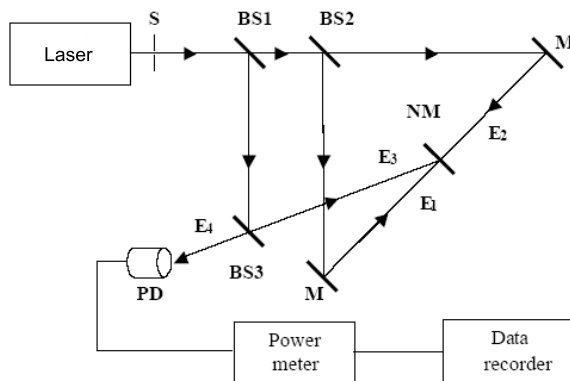 S
BS1
BS2
Laser
M
NM
E2
E3
E1
E4
BS3
PD
M
Power
meter
Data
recorder